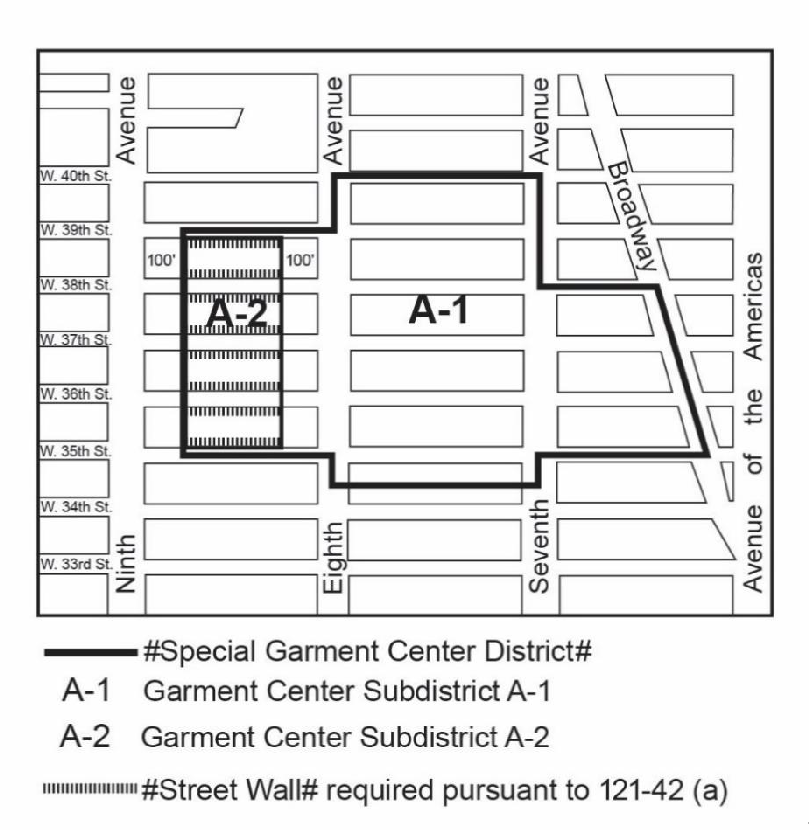 Avenue
Avenue
Avenue
Broadway
W. 40th St.
W. 39th St.
100'
100'
W. 38th St.
A-2
A-1
W. 37th St.
W. 36th St.
W. 35th St.
W. 34th St.
W. 33rd St.
Ninth
Eighth
Seventh
Avenue of the Americas
#Special Garment Center District#
A-1 Garment Center Subdistrict A-1
A-2 Garment Center Subdistrict A-2
#Street Wall# required pursuant to 121-42 (a)